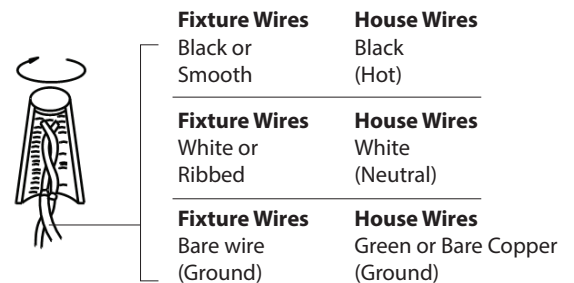 Fixture Wires House Wires
Black or Black
Smooth (Hot)
Fixture Wires House Wires
White or White
Ribbed (Neutral)
Fixture Wires House Wires
Bare wire Green or Bare Copper
(Ground) (Ground)